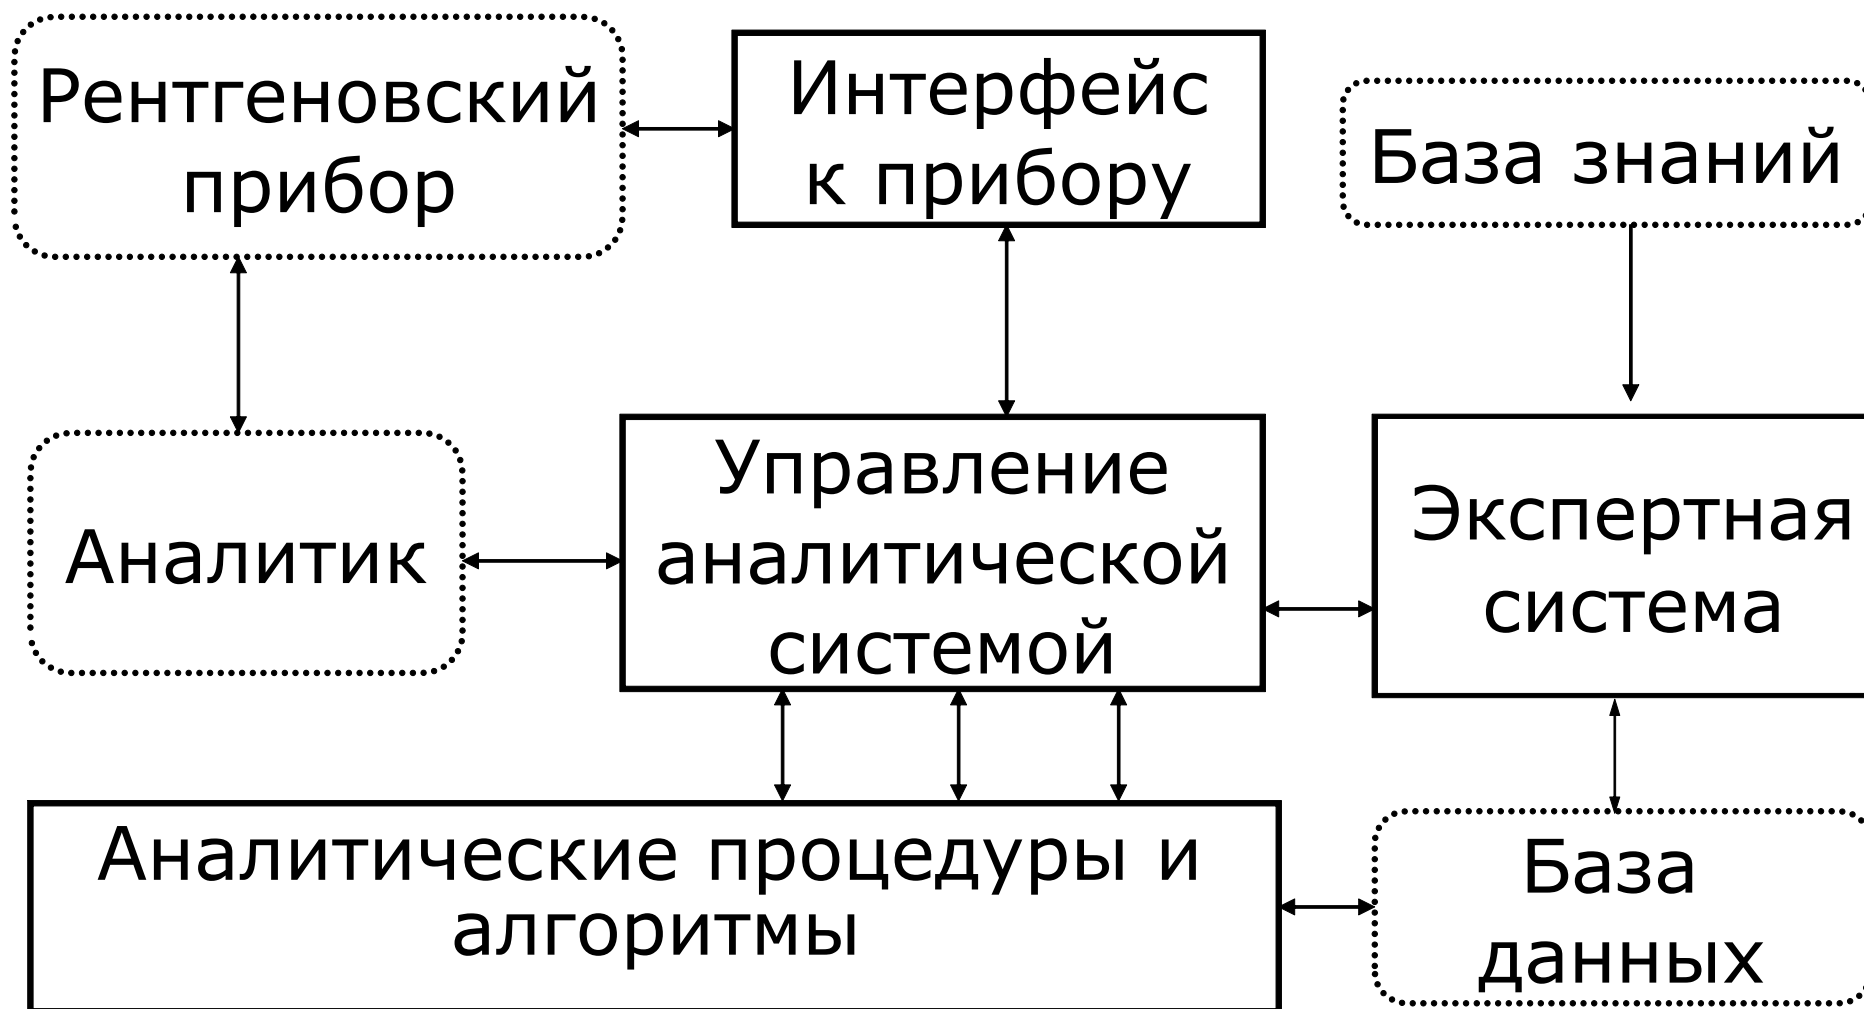 Рентгеновский
прибор
Интерфейс
к прибору
База знаний
Аналитик
Управление
аналитической
системой
Экспертная
система
Аналитические процедуры и
алгоритмы
База
данных